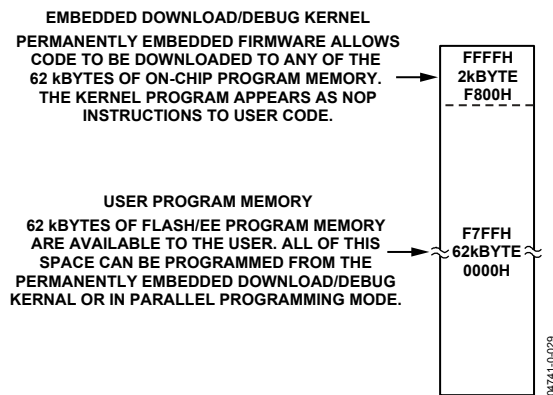 EMBEDDED DOWNLOAD/DEBUG KERNEL
PERMANENTLY EMBEDDED FIRMWARE ALLOWS
CODE TO BE DOWNLOADED TO ANY OF THE
62 kBYTES OF ON-CHIP PROGRAM MEMORY.
THE KERNEL PROGRAM APPEARS AS NOP
INSTRUCTIONS TO USER CODE.
FFFFH
2kBYTE
F800H
USER PROGRAM MEMORY
62 kBYTES OF FLASH/EE PROGRAM MEMORY
ARE AVAILABLE TO THE USER. ALL OF THIS
SPACE CAN BE PROGRAMMED FROM THE
PERMANENTLY EMBEDDED DOWNLOAD/DEBUG
KERNAL OR IN PARALLEL PROGRAMMING MODE.
F7FFH
62kBYTE
0000H
04741-0-029